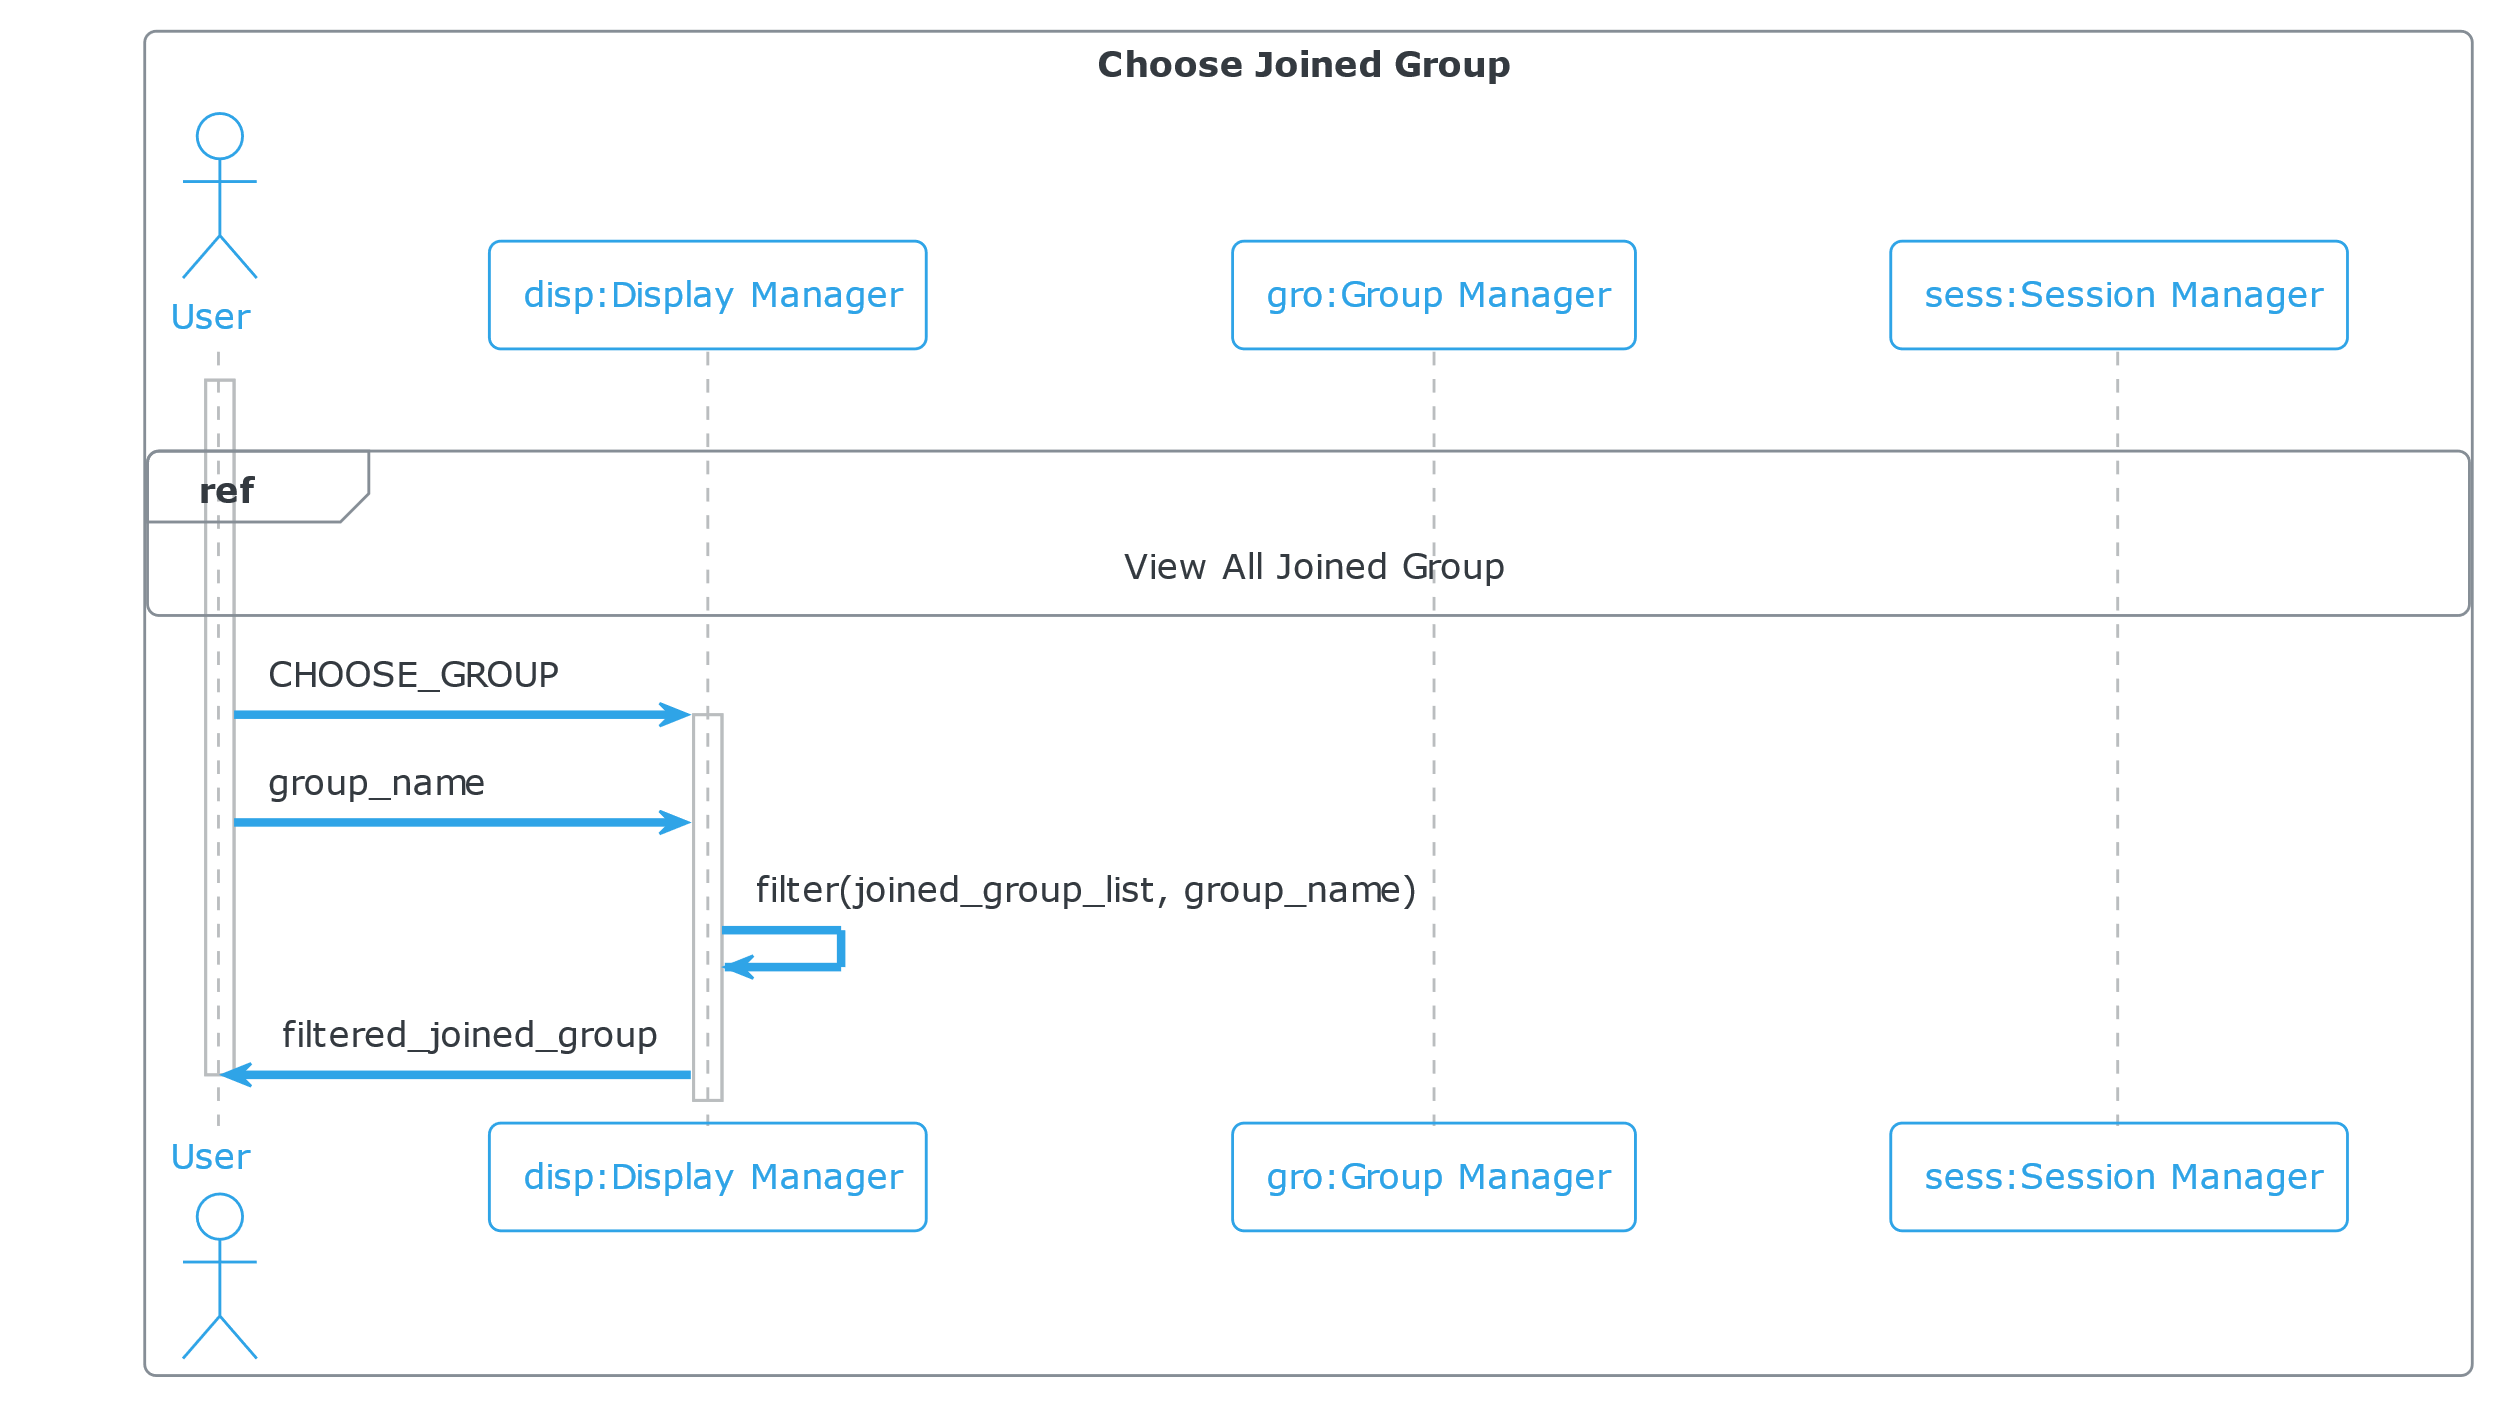 Choose Joined Group
User
disp:Display Manager
gro:Group Manager
sess:Session Manager
ref
View All Joined Group
CHOOSE_GROUP
group_name
filter(joined_group_list, group_name)
filtered_joined_group
User
disp:Display Manager
gro:Group Manager
sess:Session Manager